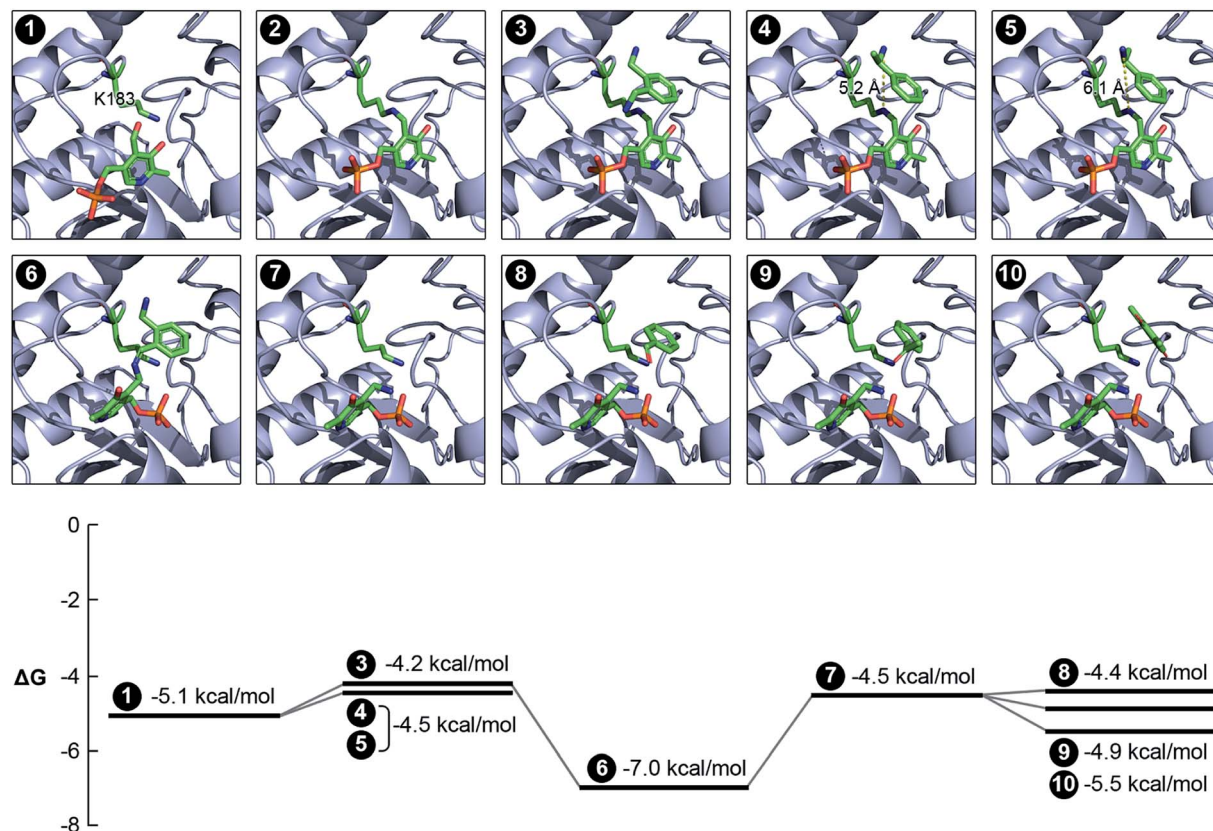 1
2
3
4
5
K183
5.2 Å
6.1 Å
6
7
8
9
10
0
-2
-4
-6
-8
ΔG
1 -5.1 kcal/mol
3 -4.2 kcal/mol
4
5
-4.5 kcal/mol
6 -7.0 kcal/mol
7 -4.5 kcal/mol
8 -4.4 kcal/mol
9 -4.9 kcal/mol
10 -5.5 kcal/mol